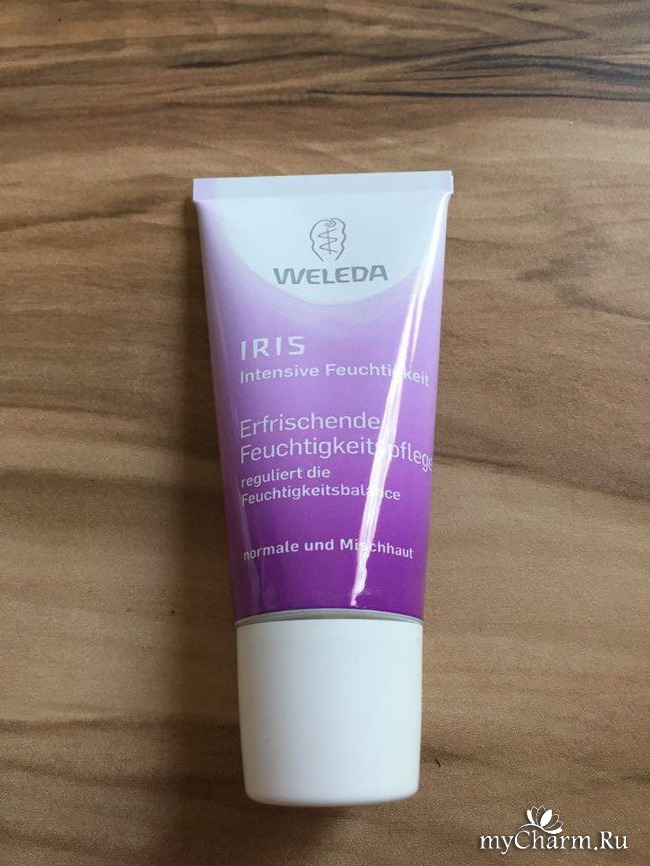 WELEDA
IRIS
Intensive Feuchtigkeit
Erfrischende
Feuchtigkeitspflege
reguliert die
Feuchtigkeitsbalance
normale und Mischhaut
myCharm.Ru